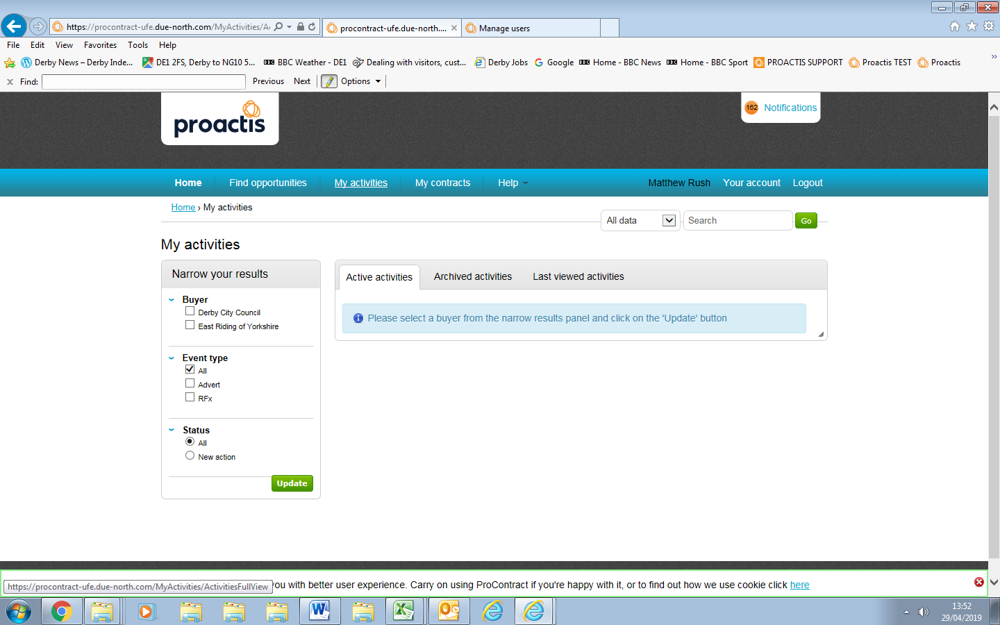 https://procontract-ufe.due-north.com/MyActivities/A
procontract-ufe.due-north....
Manage users
File Edit View Favorites Tools Help
Derby News – Derby Inde...
DE1 2FS, Derby to NG10 5...
BBC Weather - DE1
Dealing with visitors, cust...
Derby Jobs
Google
Home - BBC News
Home - BBC Sport
PROACTIS SUPPORT
Proactis TEST
Proactis
Find: Previous Next Options
proactis
162 Notifications
Home Find opportunities My activities My contracts Help Matthew Rush Your account Logout
Home › My activities
All data Search Go
My activities
Narrow your results
Buyer
Derby City Council
East Riding of Yorkshire
Event type
All
Advert
RFx
Status
All
New action
Update
Active activities Archived activities Last viewed activities
Please select a buyer from the narrow results panel and click on the 'Update' button
you with better user experience. Carry on using ProContract if you're happy with it, or to find out how we use cookie click here
https://procontract-ufe.due-north.com/MyActivities/ActivitiesFullView
13:52
29/04/2019